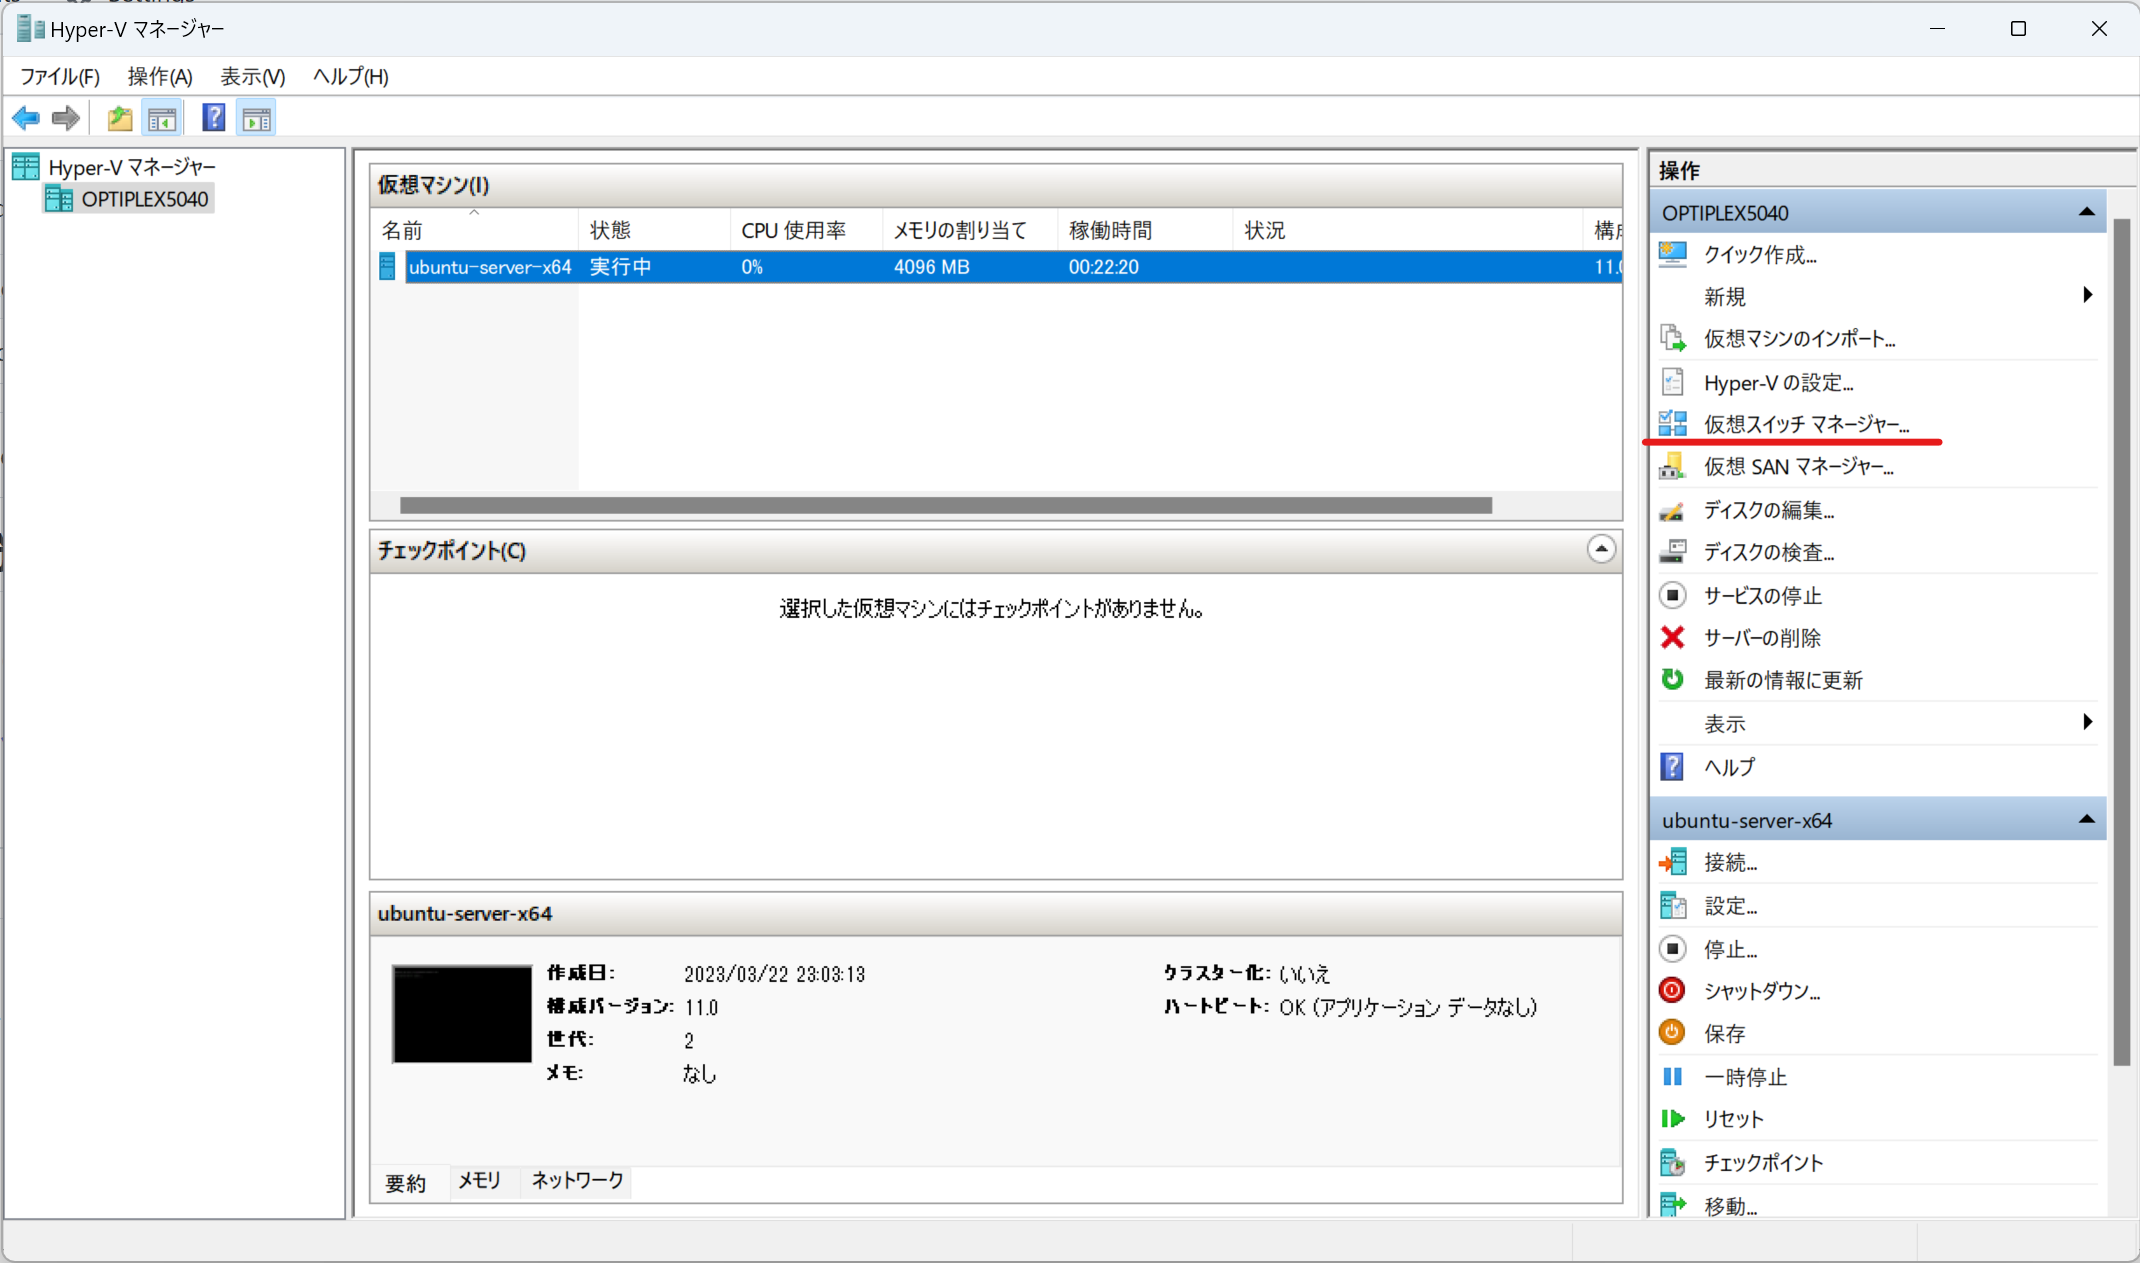 Hyper-V マネージャー
ファイル(F) 操作(A) 表示(V) ヘルプ(H)
Hyper-V マネージャー
OPTIPLEX5040
仮想マシン(I)
名前 状態 CPU 使用率 メモリの割り当て 稼働時間 状況
ubuntu-server-x64 実行中 0% 4096 MB 00:22:20
チェックポイント(C)
選択した仮想マシンにはチェックポイントがありません。
ubuntu-server-x64
作成日: 2023/03/22 23:03:13 クラスター化: いいえ
構成バージョン: 11.0 ハートビート: OK (アプリケーション データなし)
世代: 2
メモ: なし
要約 メモリ ネットワーク
操作
OPTIPLEX5040
クイック作成...
新規
仮想マシンのインポート...
Hyper-V の設定...
仮想スイッチ マネージャー...
仮想 SAN マネージャー...
ディスクの編集...
ディスクの検査...
サービスの停止
サーバーの削除
最新の情報に更新
表示
ヘルプ
ubuntu-server-x64
接続...
設定...
停止...
シャットダウン...
保存
一時停止
リセット
チェックポイント
移動...